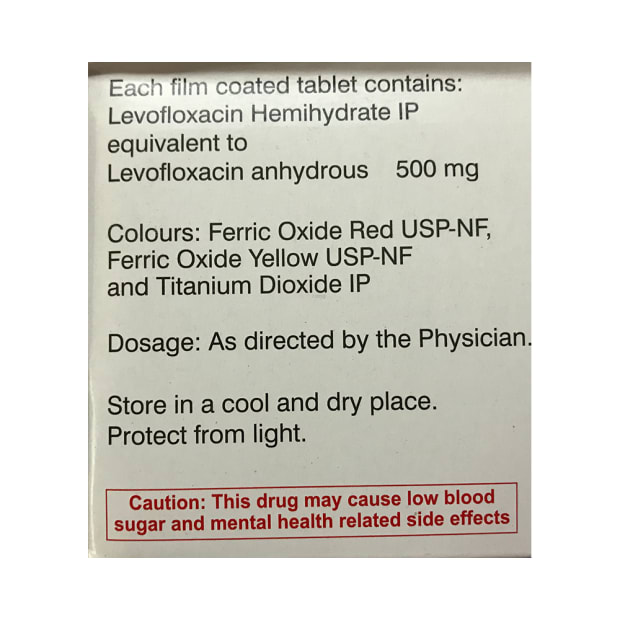 Each film coated tablet contains:
Levofloxacin Hemihydrate IP
equivalent to
Levofloxacin anhydrous 500 mg
Colours: Ferric Oxide Red USP-NF,
Ferric Oxide Yellow USP-NF
and Titanium Dioxide IP
Dosage: As directed by the Physician.
Store in a cool and dry place.
Protect from light.
Caution: This drug may cause low blood
sugar and mental health related side effects